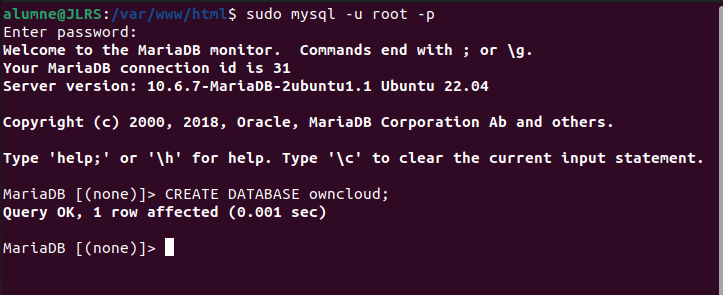 alumne@JLRS:/var/www/html$ sudo mysql -u root -p
Enter password:
Welcome to the MariaDB monitor.  Commands end with ; or \g.
Your MariaDB connection id is 31
Server version: 10.6.7-MariaDB-2ubuntu1.1 Ubuntu 22.04
Copyright (c) 2000, 2018, Oracle, MariaDB Corporation Ab and others.
Type 'help;' or '\h' for help. Type '\c' to clear the current input statement.
MariaDB [(none)]> CREATE DATABASE owncloud;
Query OK, 1 row affected (0.001 sec)
MariaDB [(none)]>